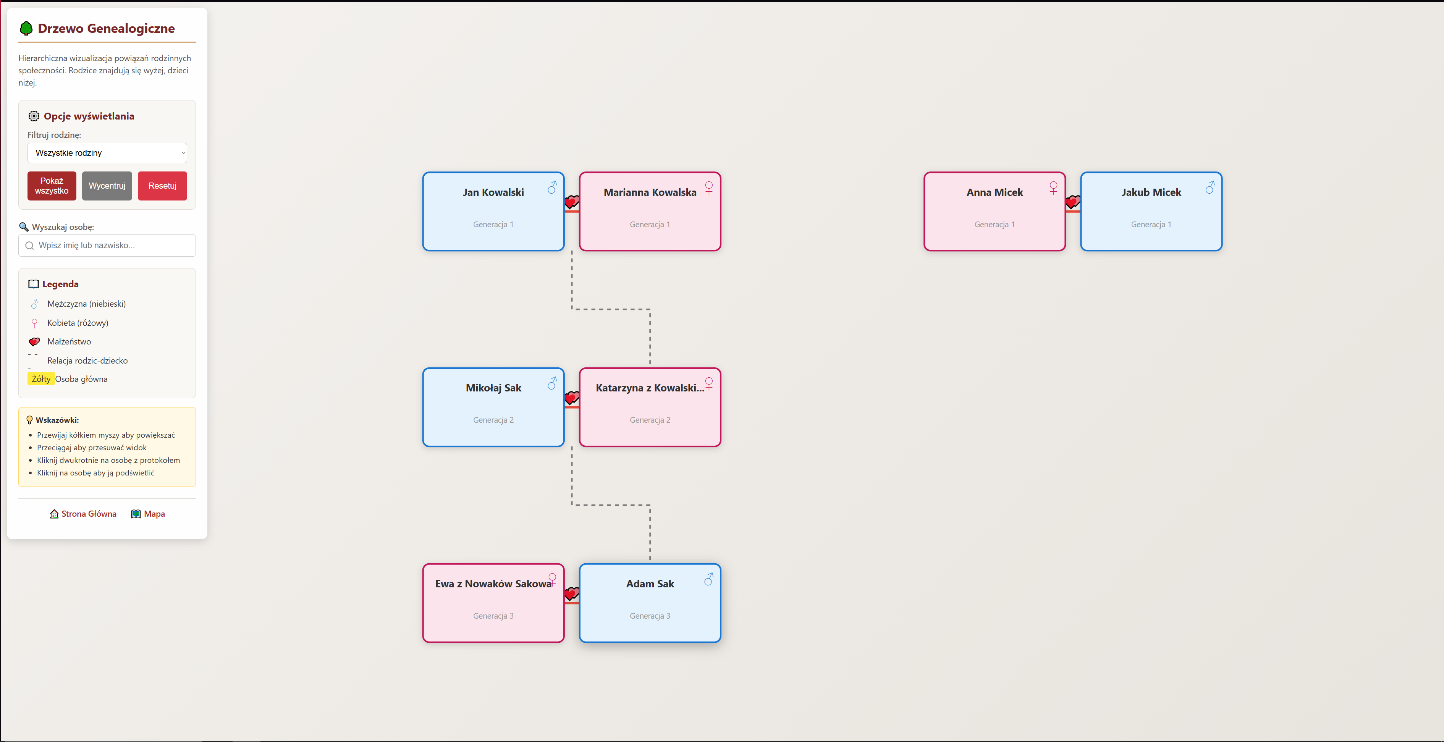 Drzewo Genealogiczne
Hierarchiczna wizualizacja powiązań rodzinnych
społeczności. Rodzice znajdują się wyżej, dzieci
niżej.
Opcje wyświetlania
Filtruj rodzinę:
Wszystkie rodziny
Pokaż
wszystko
Wycentruj
Resetuj
Wyszukaj osobę:
Wpisz imię lub nazwisko...
Legenda
Mężczyzna (niebieski)
Kobieta (różowy)
Małżeństwo
Relacja rodzic-dziecko
Żółty Osoba główna
Wskazówki:
• Przewijaj kółkiem myszy aby powiększać
• Przeciągaj aby przesuwać widok
• Kliknij dwukrotnie na osobę z protokołem
• Kliknij na osobę aby ją podświetlić
Strona Główna
Mapa
Jan Kowalski
Generacja 1
Marianna Kowalska
Generacja 1
Anna Micek
Generacja 1
Jakub Micek
Generacja 1
Mikołaj Sak
Generacja 2
Katarzyna z Kowalski...
Generacja 2
Ewa z Nowaków Sakowa
Generacja 3
Adam Sak
Generacja 3